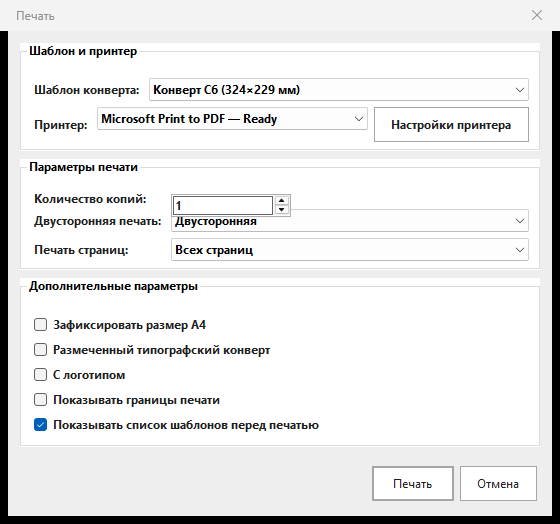 Печать
Шаблон и принтер
Шаблон конверта: Конверт C6 (324×229 мм)
Принтер: Microsoft Print to PDF — Ready Настройки принтера
Параметры печати
Количество копий: 1
Двусторонняя печать: Двусторонняя
Печать страниц: Всех страниц
Дополнительные параметры
Зафиксировать размер А4
Размеченный типографский конверт
С логотипом
Показывать границы печати
Показывать список шаблонов перед печатью
Печать Отмена